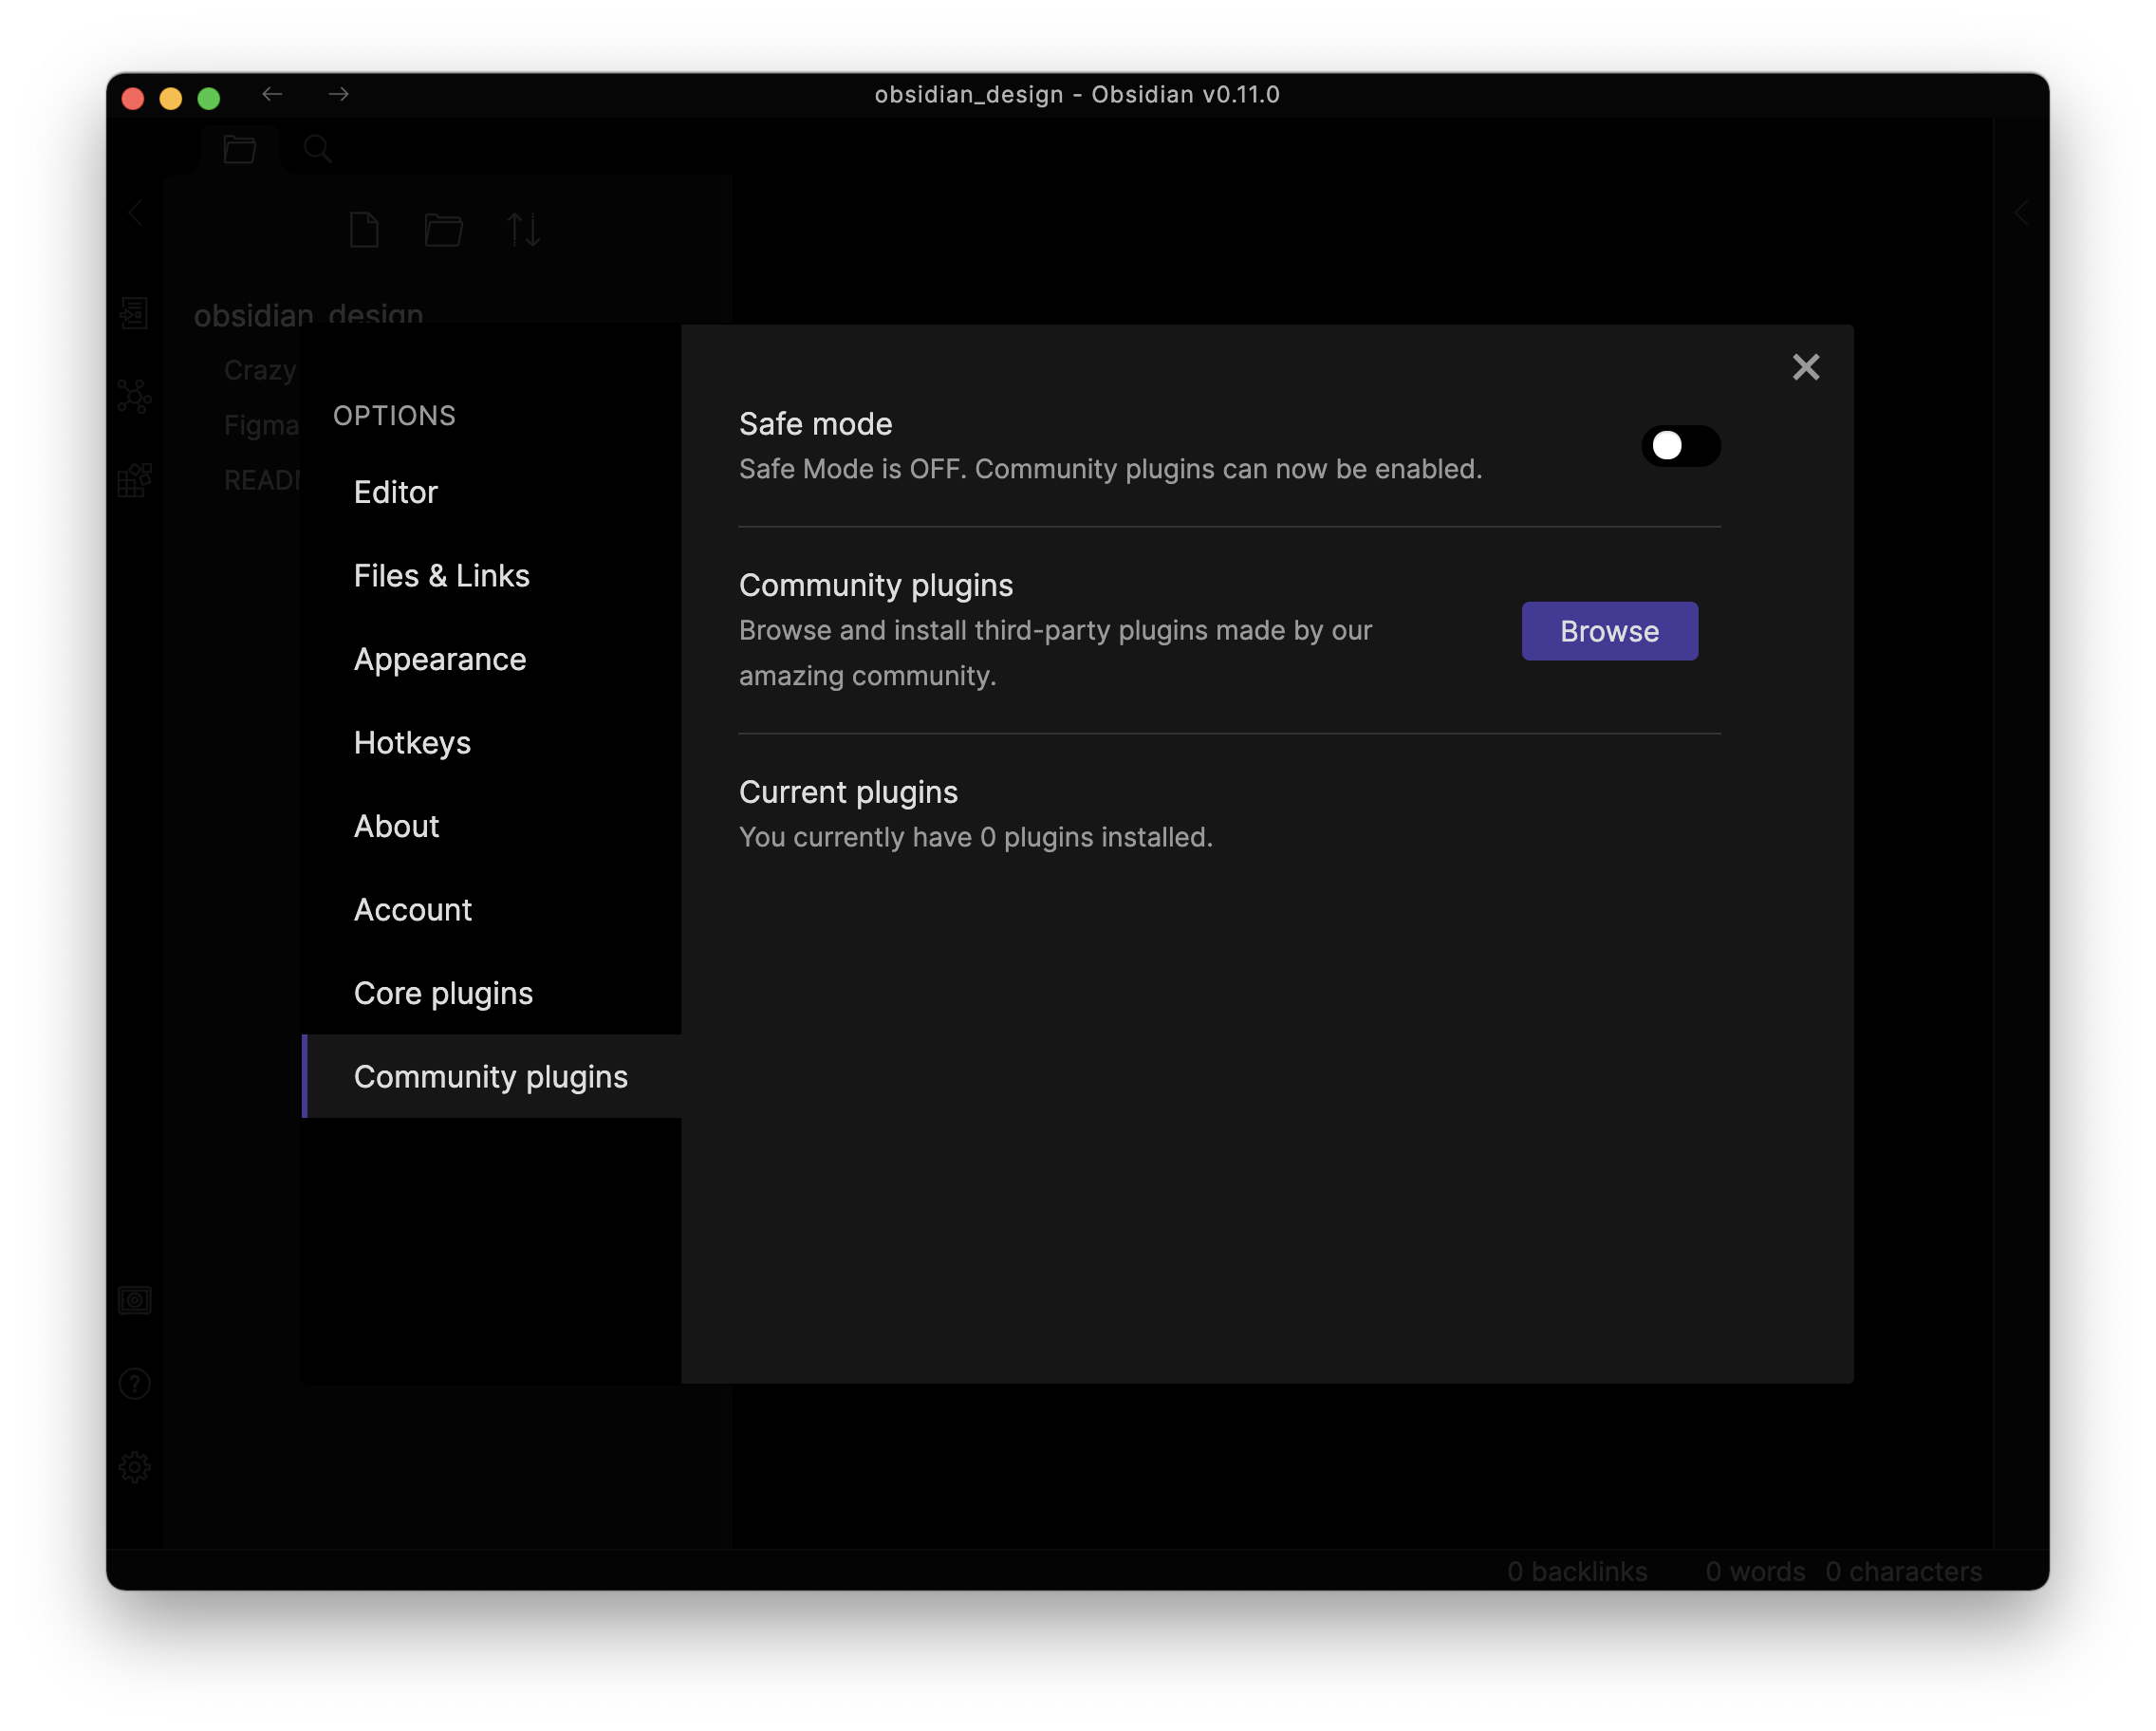 obsidian_design - Obsidian v0.11.0
obsidian_design
Crazy
Figma
OPTIONS
Editor
Files & Links
Appearance
Hotkeys
About
Account
Core plugins
Community plugins
Safe mode
Safe Mode is OFF. Community plugins can now be enabled.
Community plugins
Browse and install third-party plugins made by our
amazing community.
Browse
Current plugins
You currently have 0 plugins installed.
0 backlinks
0 words
0 characters